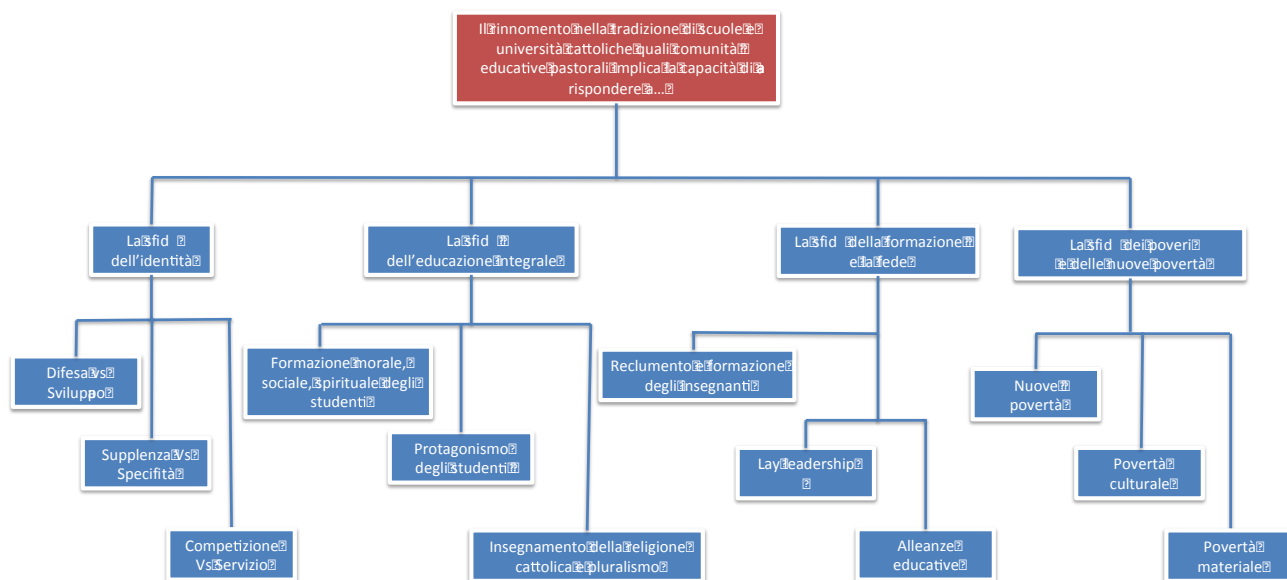 Il rinnomento nella tradizione di scuole e
università cattoliche quali comunità
educative pastorali implica la capacità di a
rispondere a...
La sfid
dell'identità
La sfid
dell'educazione integrale
La sfid della formazione
e la fede
La sfid dei poveri
e delle nuove povertà
Difesa vs
Sviluppo
Formazione morale,
sociale, spirituale degli
studenti
Reclumento e formazione
degli insegnanti
Nuove
povertà
Supplenza Vs
Specifità
Protagonismo
degli studenti
Lay leadership
Povertà
culturale
Competizione
Vs Servizio
Insegnamento della religione
cattolica e pluralismo
Alleanze
educative
Povertà
materiale